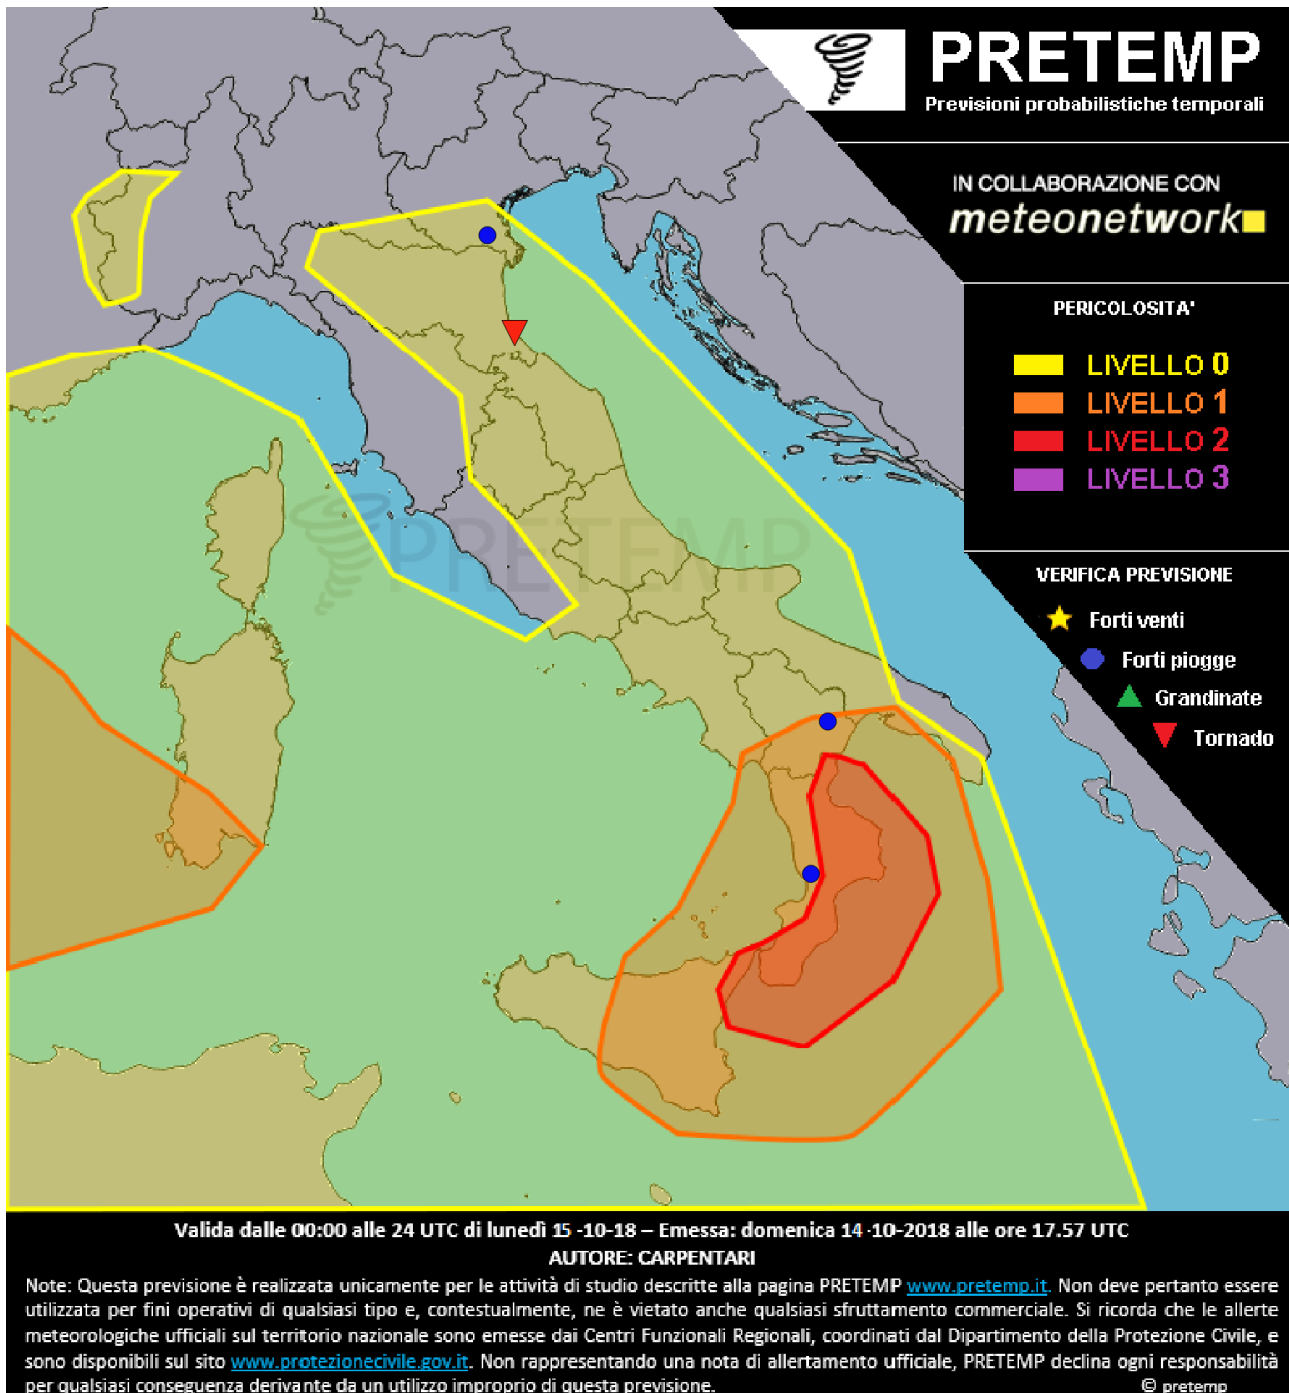 PRETEMP
Previsioni probabilistiche temporali
IN COLLABORAZIONE CON
meteonetwork
PERICOLOSITA'
LIVELLO 0
LIVELLO 1
LIVELLO 2
LIVELLO 3
PRETEMP
VERIFICA PREVISIONE
Forti venti
Forti piogge
Grandinate
Tornado
Valida dalle 00:00 alle 24 UTC di lunedì 15 -10-18 – Emessa: domenica 14 -10-2018 alle ore 17.57 UTC
AUTORE: CARPENTARI
Note: Questa previsione è realizzata unicamente per le attività di studio descritte alla pagina PRETEMP www.pretemp.it. Non deve pertanto essere
utilizzata per fini operativi di qualsiasi tipo e, contestualmente, ne è vietato anche qualsiasi sfruttamento commerciale. Si ricorda che le allerte
meteorologiche ufficiali sul territorio nazionale sono emesse dai Centri Funzionali Regionali, coordinati dal Dipartimento della Protezione Civile, e
sono disponibili sul sito www.protezionecivile.gov.it. Non rappresentando una nota di allertamento ufficiale, PRETEMP declina ogni responsabilità
per qualsiasi conseguenza derivante da un utilizzo improprio di questa previsione.
© pretemp